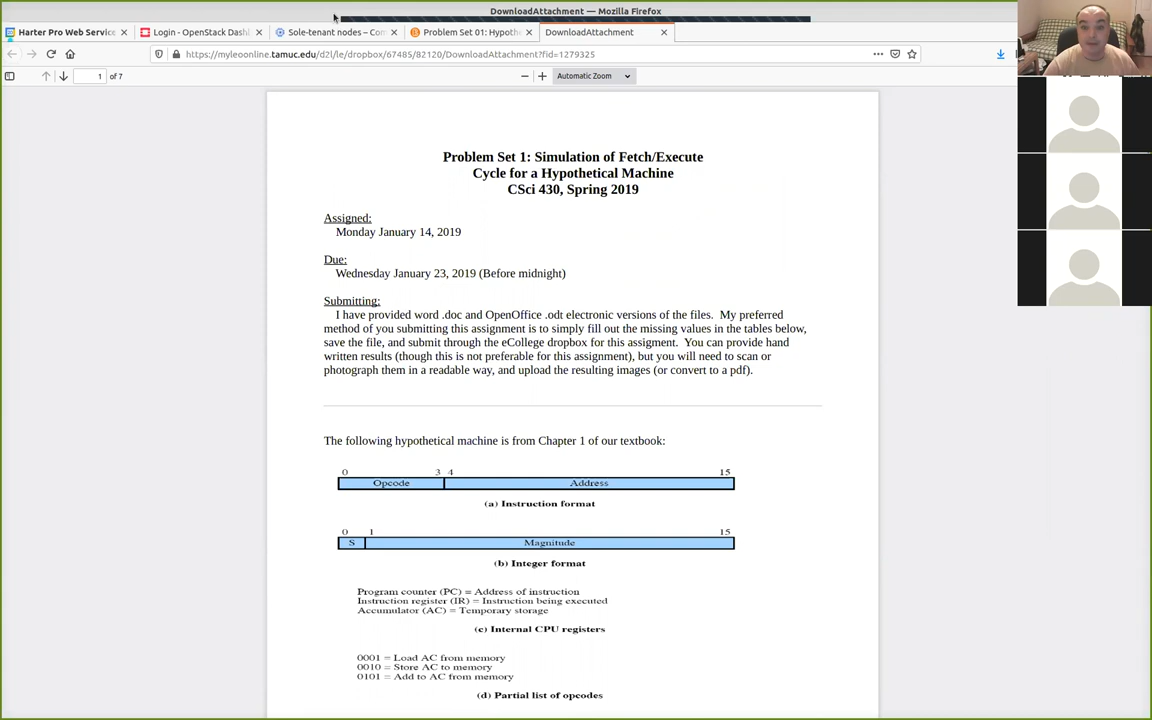 DownloadAttachment — Mozilla Firefox
Harter Pro Web Service
Login - OpenStack Dash
Sole-tenant nodes – Com
Problem Set 01: Hypothe
DownloadAttachment
https://myleoonline.tamuc.edu/d2l/le/dropbox/67485/82120/DownloadAttachment?fid=1279325
1 of 7
Automatic Zoom
Problem Set 1: Simulation of Fetch/Execute
Cycle for a Hypothetical Machine
CSci 430, Spring 2019
Assigned:
Monday January 14, 2019
Due:
Wednesday January 23, 2019 (Before midnight)
Submitting:
I have provided word .doc and OpenOffice .odt electronic versions of the files. My preferred
method of you submitting this assignment is to simply fill out the missing values in the tables below,
save the file, and submit through the eCollege dropbox for this assigment. You can provide hand
written results (though this is not preferable for this assignment), but you will need to scan or
photograph them in a readable way, and upload the resulting images (or convert to a pdf).
The following hypothetical machine is from Chapter 1 of our textbook:
0 3 4 15
Opcode Address
(a) Instruction format
0 1 15
S Magnitude
(b) Integer format
Program counter (PC) = Address of instruction
Instruction register (IR) = Instruction being executed
Accumulator (AC) = Temporary storage
(c) Internal CPU registers
0001 = Load AC from memory
0010 = Store AC to memory
0101 = Add to AC from memory
(d) Partial list of opcodes